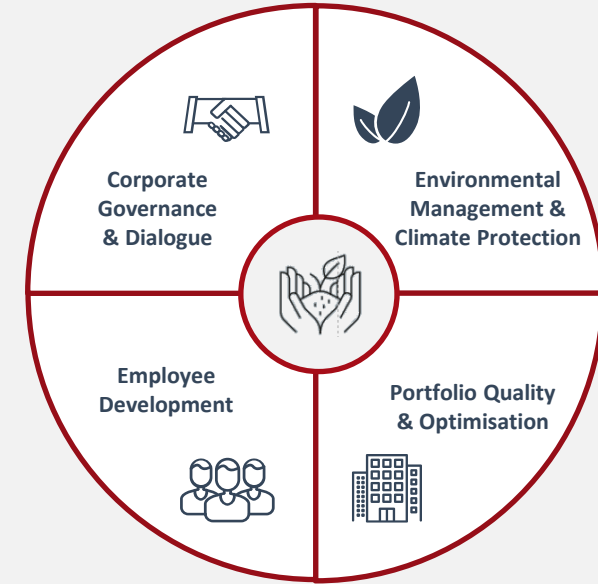 Corporate
Governance
& Dialogue
Environmental
Management &
Climate Protection
Employee
Development
Portfolio Quality
& Optimisation